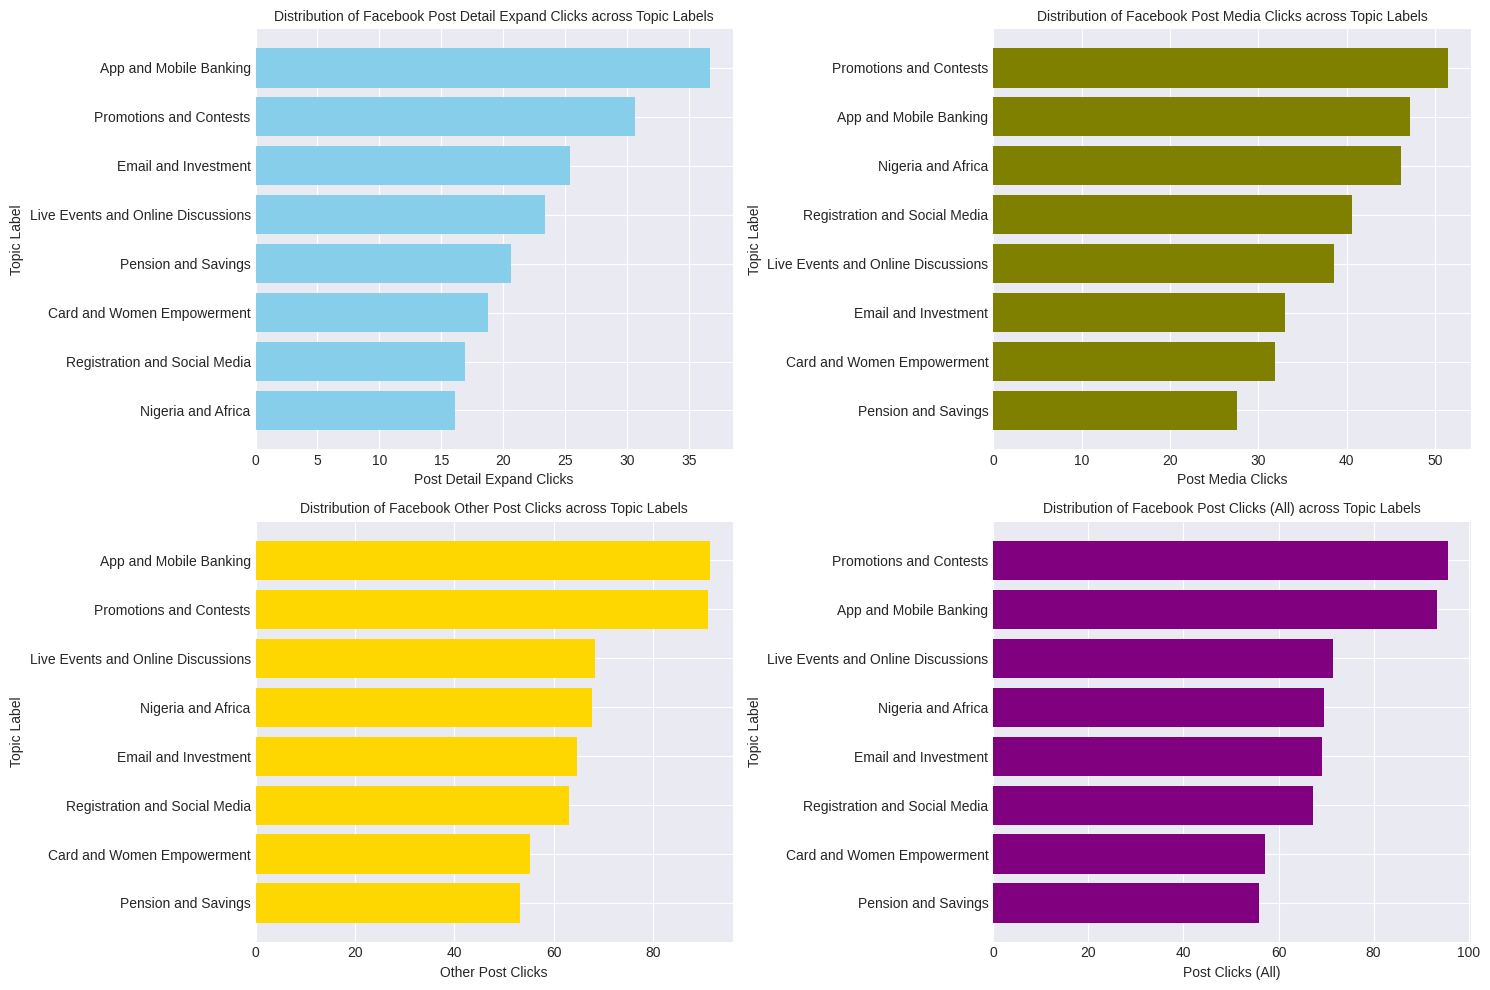 Distribution of Facebook Post Detail Expand Clicks across Topic Labels
Topic Label
App and Mobile Banking
Promotions and Contests
Email and Investment
Live Events and Online Discussions
Pension and Savings
Card and Women Empowerment
Registration and Social Media
Nigeria and Africa
0 5 10 15 20 25 30 35
Post Detail Expand Clicks
Distribution of Facebook Post Media Clicks across Topic Labels
Topic Label
Promotions and Contests
App and Mobile Banking
Nigeria and Africa
Registration and Social Media
Live Events and Online Discussions
Email and Investment
Card and Women Empowerment
Pension and Savings
0 10 20 30 40 50
Post Media Clicks
Distribution of Facebook Other Post Clicks across Topic Labels
Topic Label
App and Mobile Banking
Promotions and Contests
Live Events and Online Discussions
Nigeria and Africa
Email and Investment
Registration and Social Media
Card and Women Empowerment
Pension and Savings
0 20 40 60 80
Other Post Clicks
Distribution of Facebook Post Clicks (All) across Topic Labels
Topic Label
Promotions and Contests
App and Mobile Banking
Live Events and Online Discussions
Nigeria and Africa
Email and Investment
Registration and Social Media
Card and Women Empowerment
Pension and Savings
0 20 40 60 80 100
Post Clicks (All)